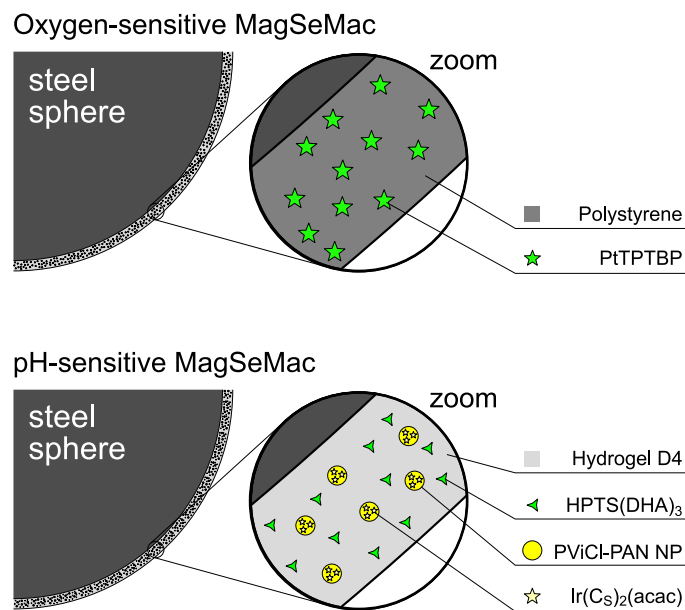 Oxygen-sensitive MagSeMac
steel
sphere
zoom
Polystyrene
PtTPTBP
pH-sensitive MagSeMac
steel
sphere
zoom
Hydrogel D4
HPTS(DHA)₃
PViCl-PAN NP
Ir(C_S)₂(acac)